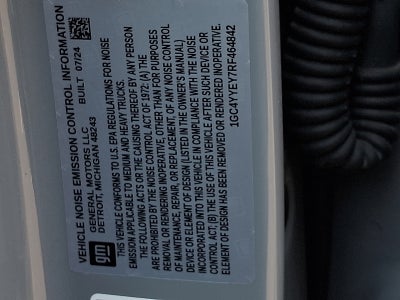 VEHICLE NOISE EMISSION CONTROL INFORMATION
GENERAL MOTORS LLC BUILT 07/24
DETROIT, MICHIGAN 48243
gm
THIS VEHICLE CONFORMS TO U.S. EPA REGULATIONS FOR NOISE
EMISSION APPLICABLE TO MEDIUM AND HEAVY TRUCKS.
THE FOLLOWING ACTS OR THE CAUSING THEREOF BY ANY PERSON
ARE PROHIBITED BY THE NOISE CONTROL ACT OF 1972: (A) THE
REMOVAL OR RENDERING INOPERATIVE, OTHER THAN FOR PURPOSES
OF MAINTENANCE, REPAIR, OR REPLACEMENT, OF ANY NOISE CONTROL
DEVICE OR ELEMENT OF DESIGN (LISTED IN THE OWNER'S MANUAL)
INCORPORATED INTO THIS VEHICLE IN COMPLIANCE WITH THE NOISE
CONTROL ACT; (B) THE USE OF THIS VEHICLE AFTER SUCH DEVICE OR
ELEMENT OF DESIGN HAS BEEN REMOVED OR RENDERED INOPERATIVE.
1GC4YYEY7RF464842